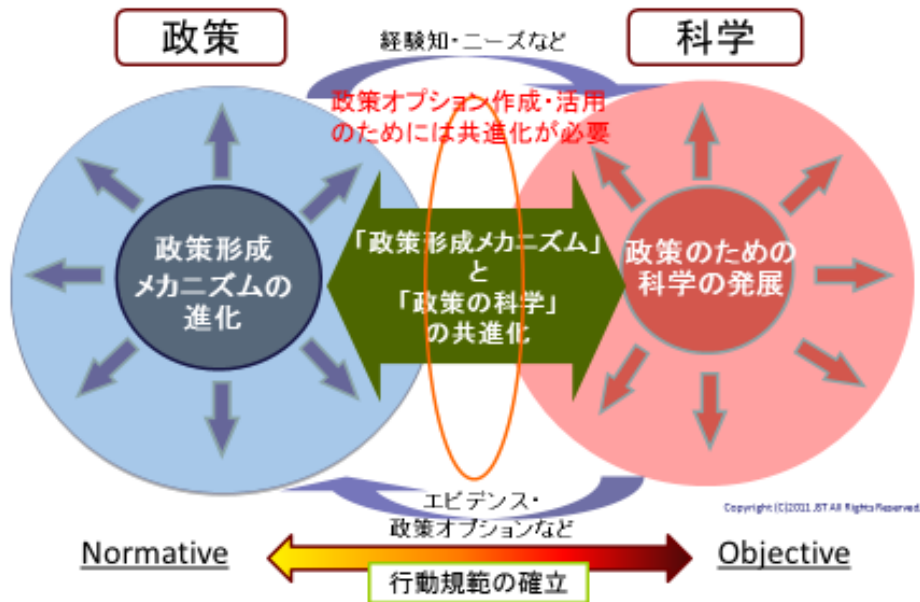 政策
経験知・ニーズなど
科学
政策オプション作成・活用
のためには共進化が必要
政策形成
メカニズムの
進化
「政策形成メカニズム」
と
「政策の科学」
の共進化
政策のための
科学の発展
エビデンス・
政策オプションなど
Copyright (C)2011 JST All Rights Reserved.
Normative
Objective
行動規範の確立